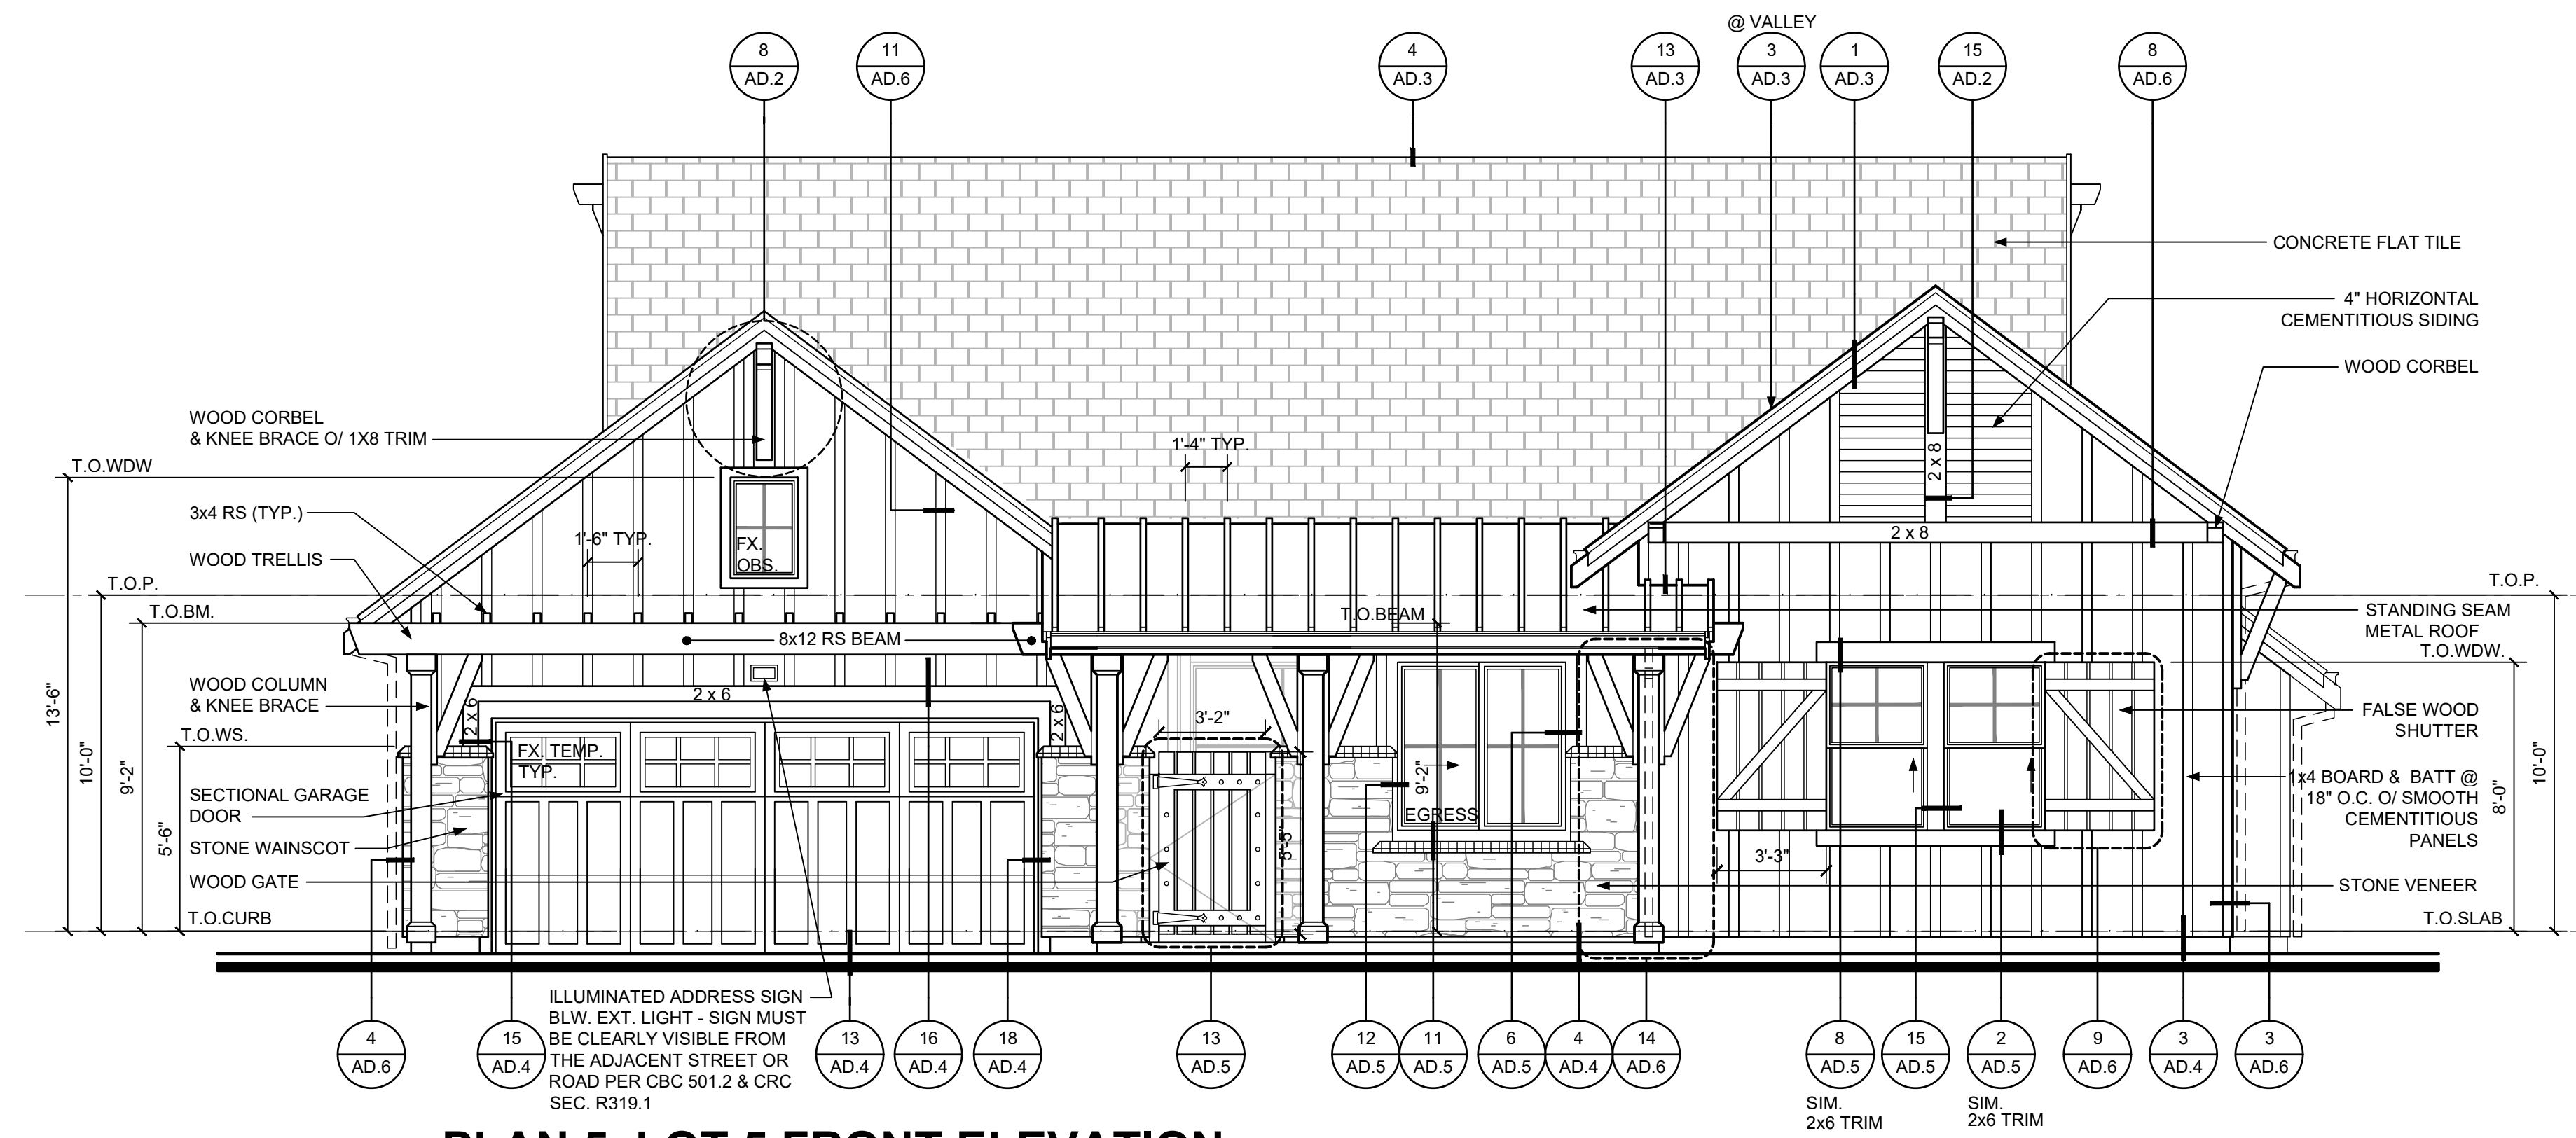 @ VALLEY
8
AD.2
11
AD.6
4
AD.3
13
AD.3
3
AD.3
1
AD.3
15
AD.2
8
AD.6
CONCRETE FLAT TILE
4" HORIZONTAL
CEMENTITIOUS SIDING
WOOD CORBEL
WOOD CORBEL
& KNEE BRACE O/ 1X8 TRIM
T.O.WDW
3x4 RS (TYP.)
WOOD TRELLIS
T.O.P.
T.O.BM.
WOOD COLUMN
& KNEE BRACE
T.O.WS.
SECTIONAL GARAGE
DOOR
STONE WAINSCOT
WOOD GATE
T.O.CURB
13'-6"
10'-0"
9'-2"
5'-6"
1'-6" TYP.
FX.
OBS.
1'-4" TYP.
8x12 RS BEAM
2 x 6
2 x 6
2 x 6
FX. TEMP.
TYP.
3'-2"
5'-5"
T.O.BEAM
9'-2"
EGRESS
2 x 8
2 x 8
3'-3"
T.O.P.
STANDING SEAM
METAL ROOF
T.O.WDW.
FALSE WOOD
SHUTTER
1x4 BOARD & BATT @
18" O.C. O/ SMOOTH
CEMENTITIOUS
PANELS
STONE VENEER
T.O.SLAB
8'-0"
10'-0"
ILLUMINATED ADDRESS SIGN
BLW. EXT. LIGHT - SIGN MUST
BE CLEARLY VISIBLE FROM
THE ADJACENT STREET OR
ROAD PER CBC 501.2 & CRC
SEC. R319.1
4
AD.6
15
AD.4
13
AD.4
16
AD.4
18
AD.4
13
AD.5
12
AD.5
11
AD.5
6
AD.5
4
AD.4
14
AD.6
8
AD.5
SIM.
2x6 TRIM
15
AD.5
2
AD.5
SIM.
2x6 TRIM
9
AD.6
3
AD.4
3
AD.6
PLAN 5, LOT 5 FRONT ELEVATION